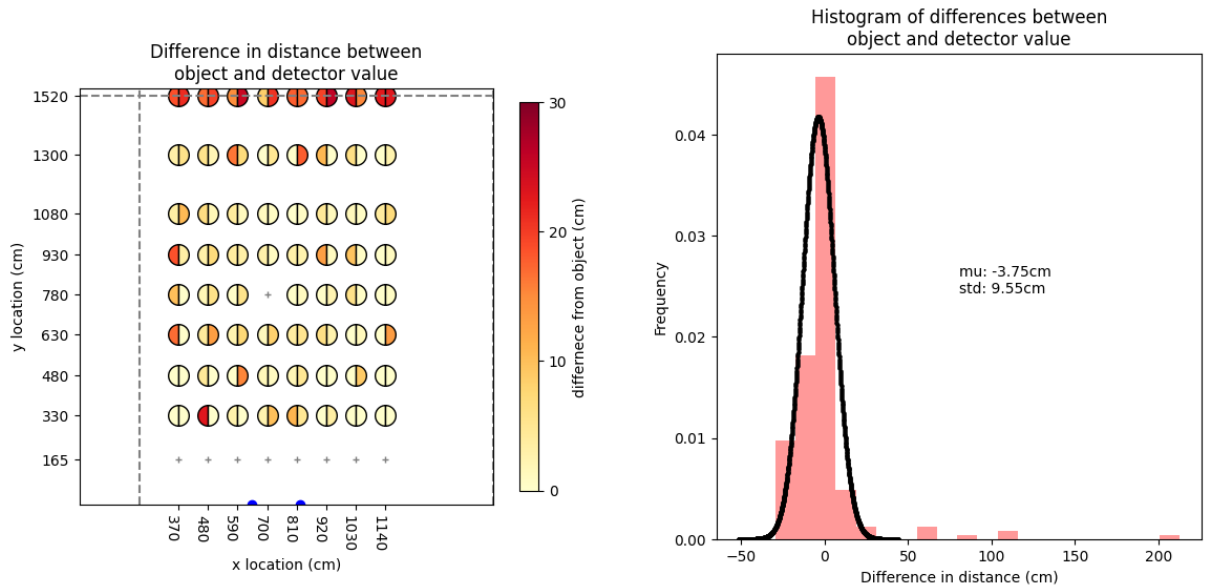 Difference in distance between
object and detector value
y location (cm)
1520
1300
1080
930
780
630
480
330
165
370
480
590
700
810
920
1030
1140
x location (cm)
30
20
10
0
differnece from object (cm)
Histogram of differences between
object and detector value
Frequency
0.04
0.03
0.02
0.01
0.00
mu: -3.75cm
std: 9.55cm
−50
0
50
100
150
200
Difference in distance (cm)